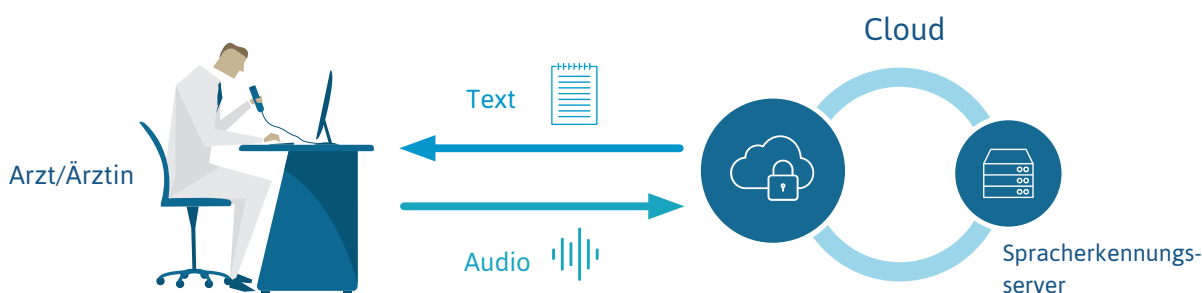 Cloud
Text
Arzt/Ärztin
Audio
Spracherkennungs-
server